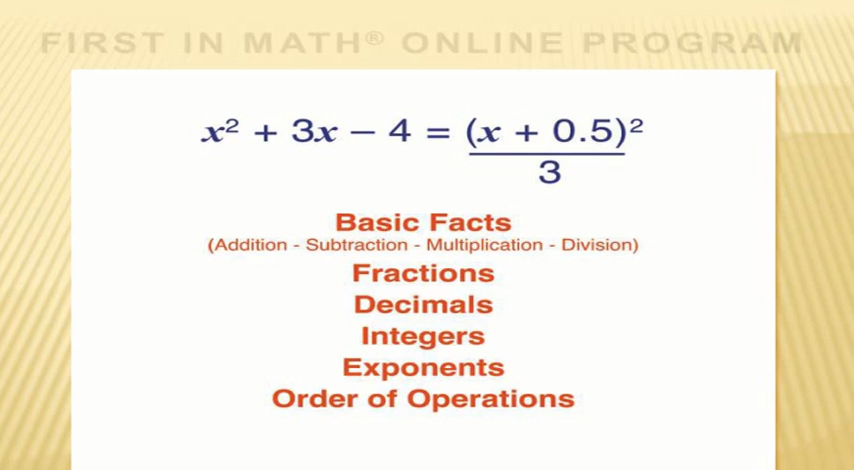 FIRST IN MATH® ONLINE PROGRAM
x² + 3x − 4 = (x + 0.5)²
3
Basic Facts
(Addition - Subtraction - Multiplication - Division)
Fractions
Decimals
Integers
Exponents
Order of Operations